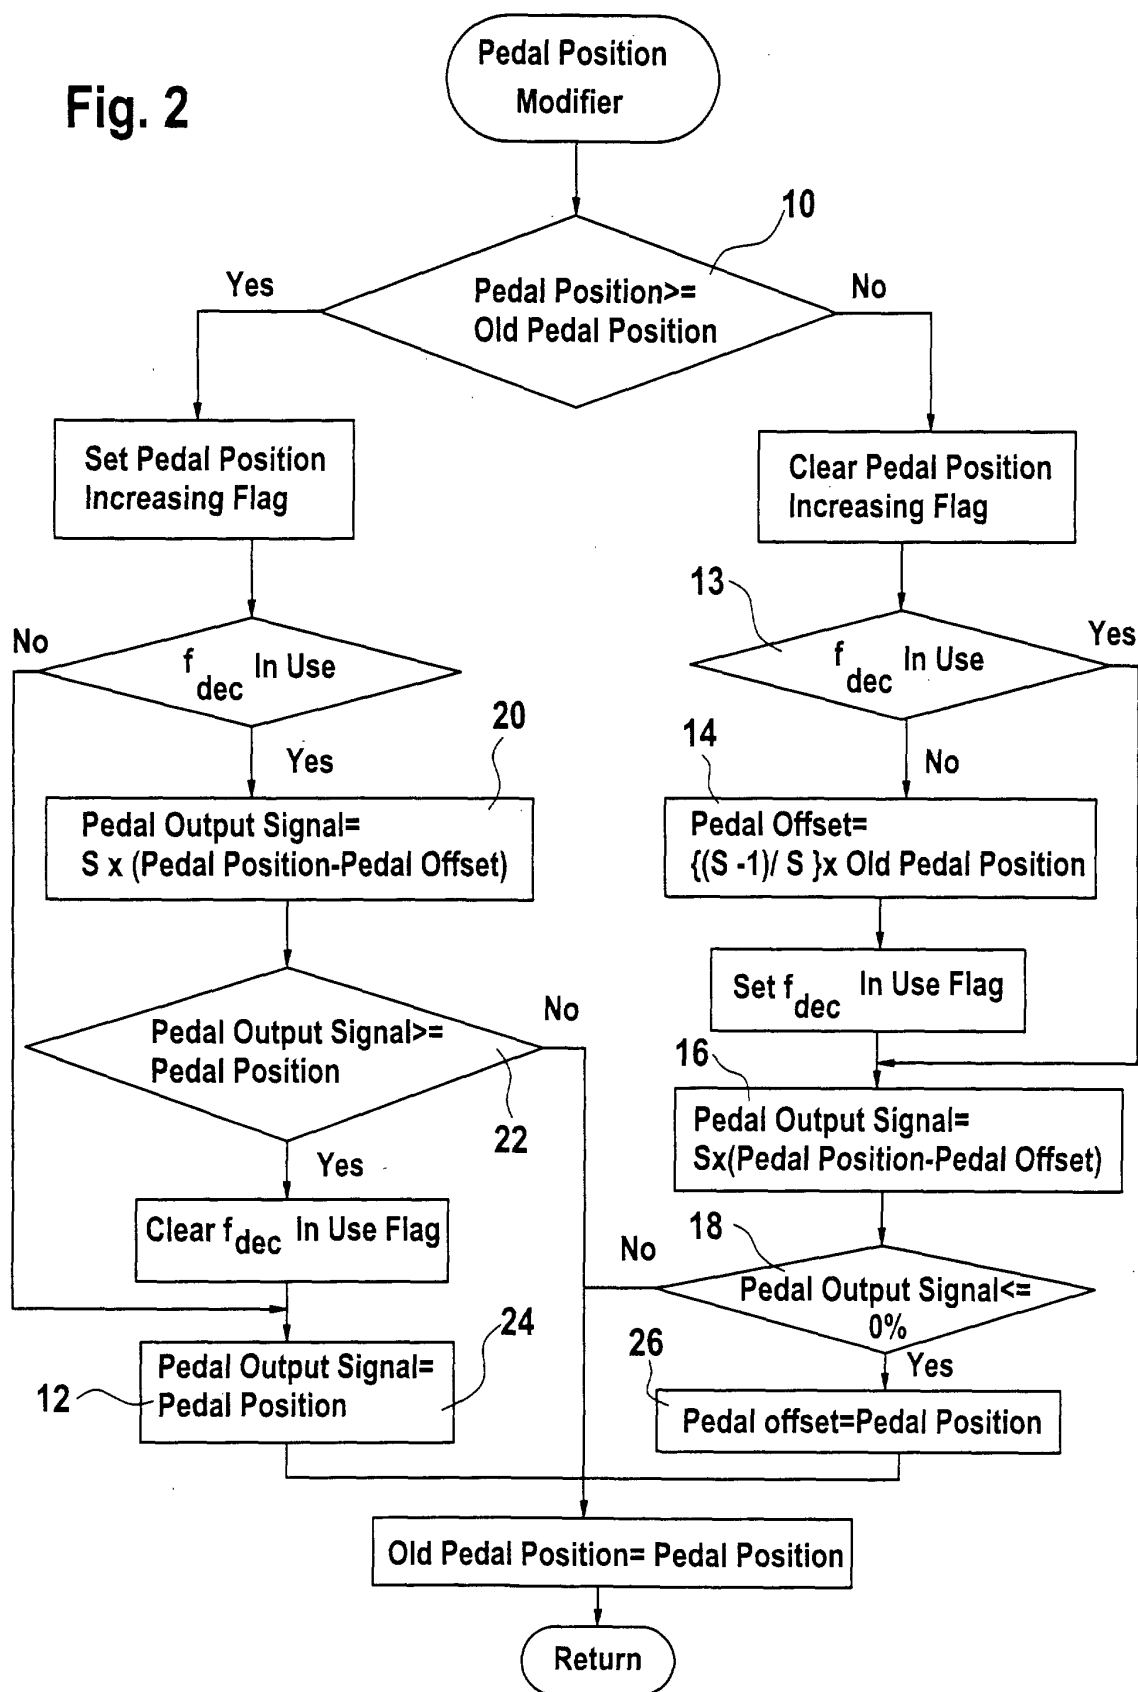 Fig. 2
Pedal Position
Modifier
10
Yes
Pedal Position>=
Old Pedal Position
No
Set Pedal Position
Increasing Flag
Clear Pedal Position
Increasing Flag
13
No
f dec In Use
Yes
f dec In Use
Yes
20
14
No
Pedal Output Signal=
S x (Pedal Position-Pedal Offset)
Pedal Offset=
{((S -1)/ S }x Old Pedal Position
Set f dec In Use Flag
Pedal Output Signal>=
Pedal Position
No
22
16
Pedal Output Signal=
Sx(Pedal Position-Pedal Offset)
Yes
Clear f dec In Use Flag
No
18
Pedal Output Signal<=
0%
24
Pedal Output Signal=
Pedal Position
12
26
Yes
Pedal offset=Pedal Position
Old Pedal Position= Pedal Position
Return